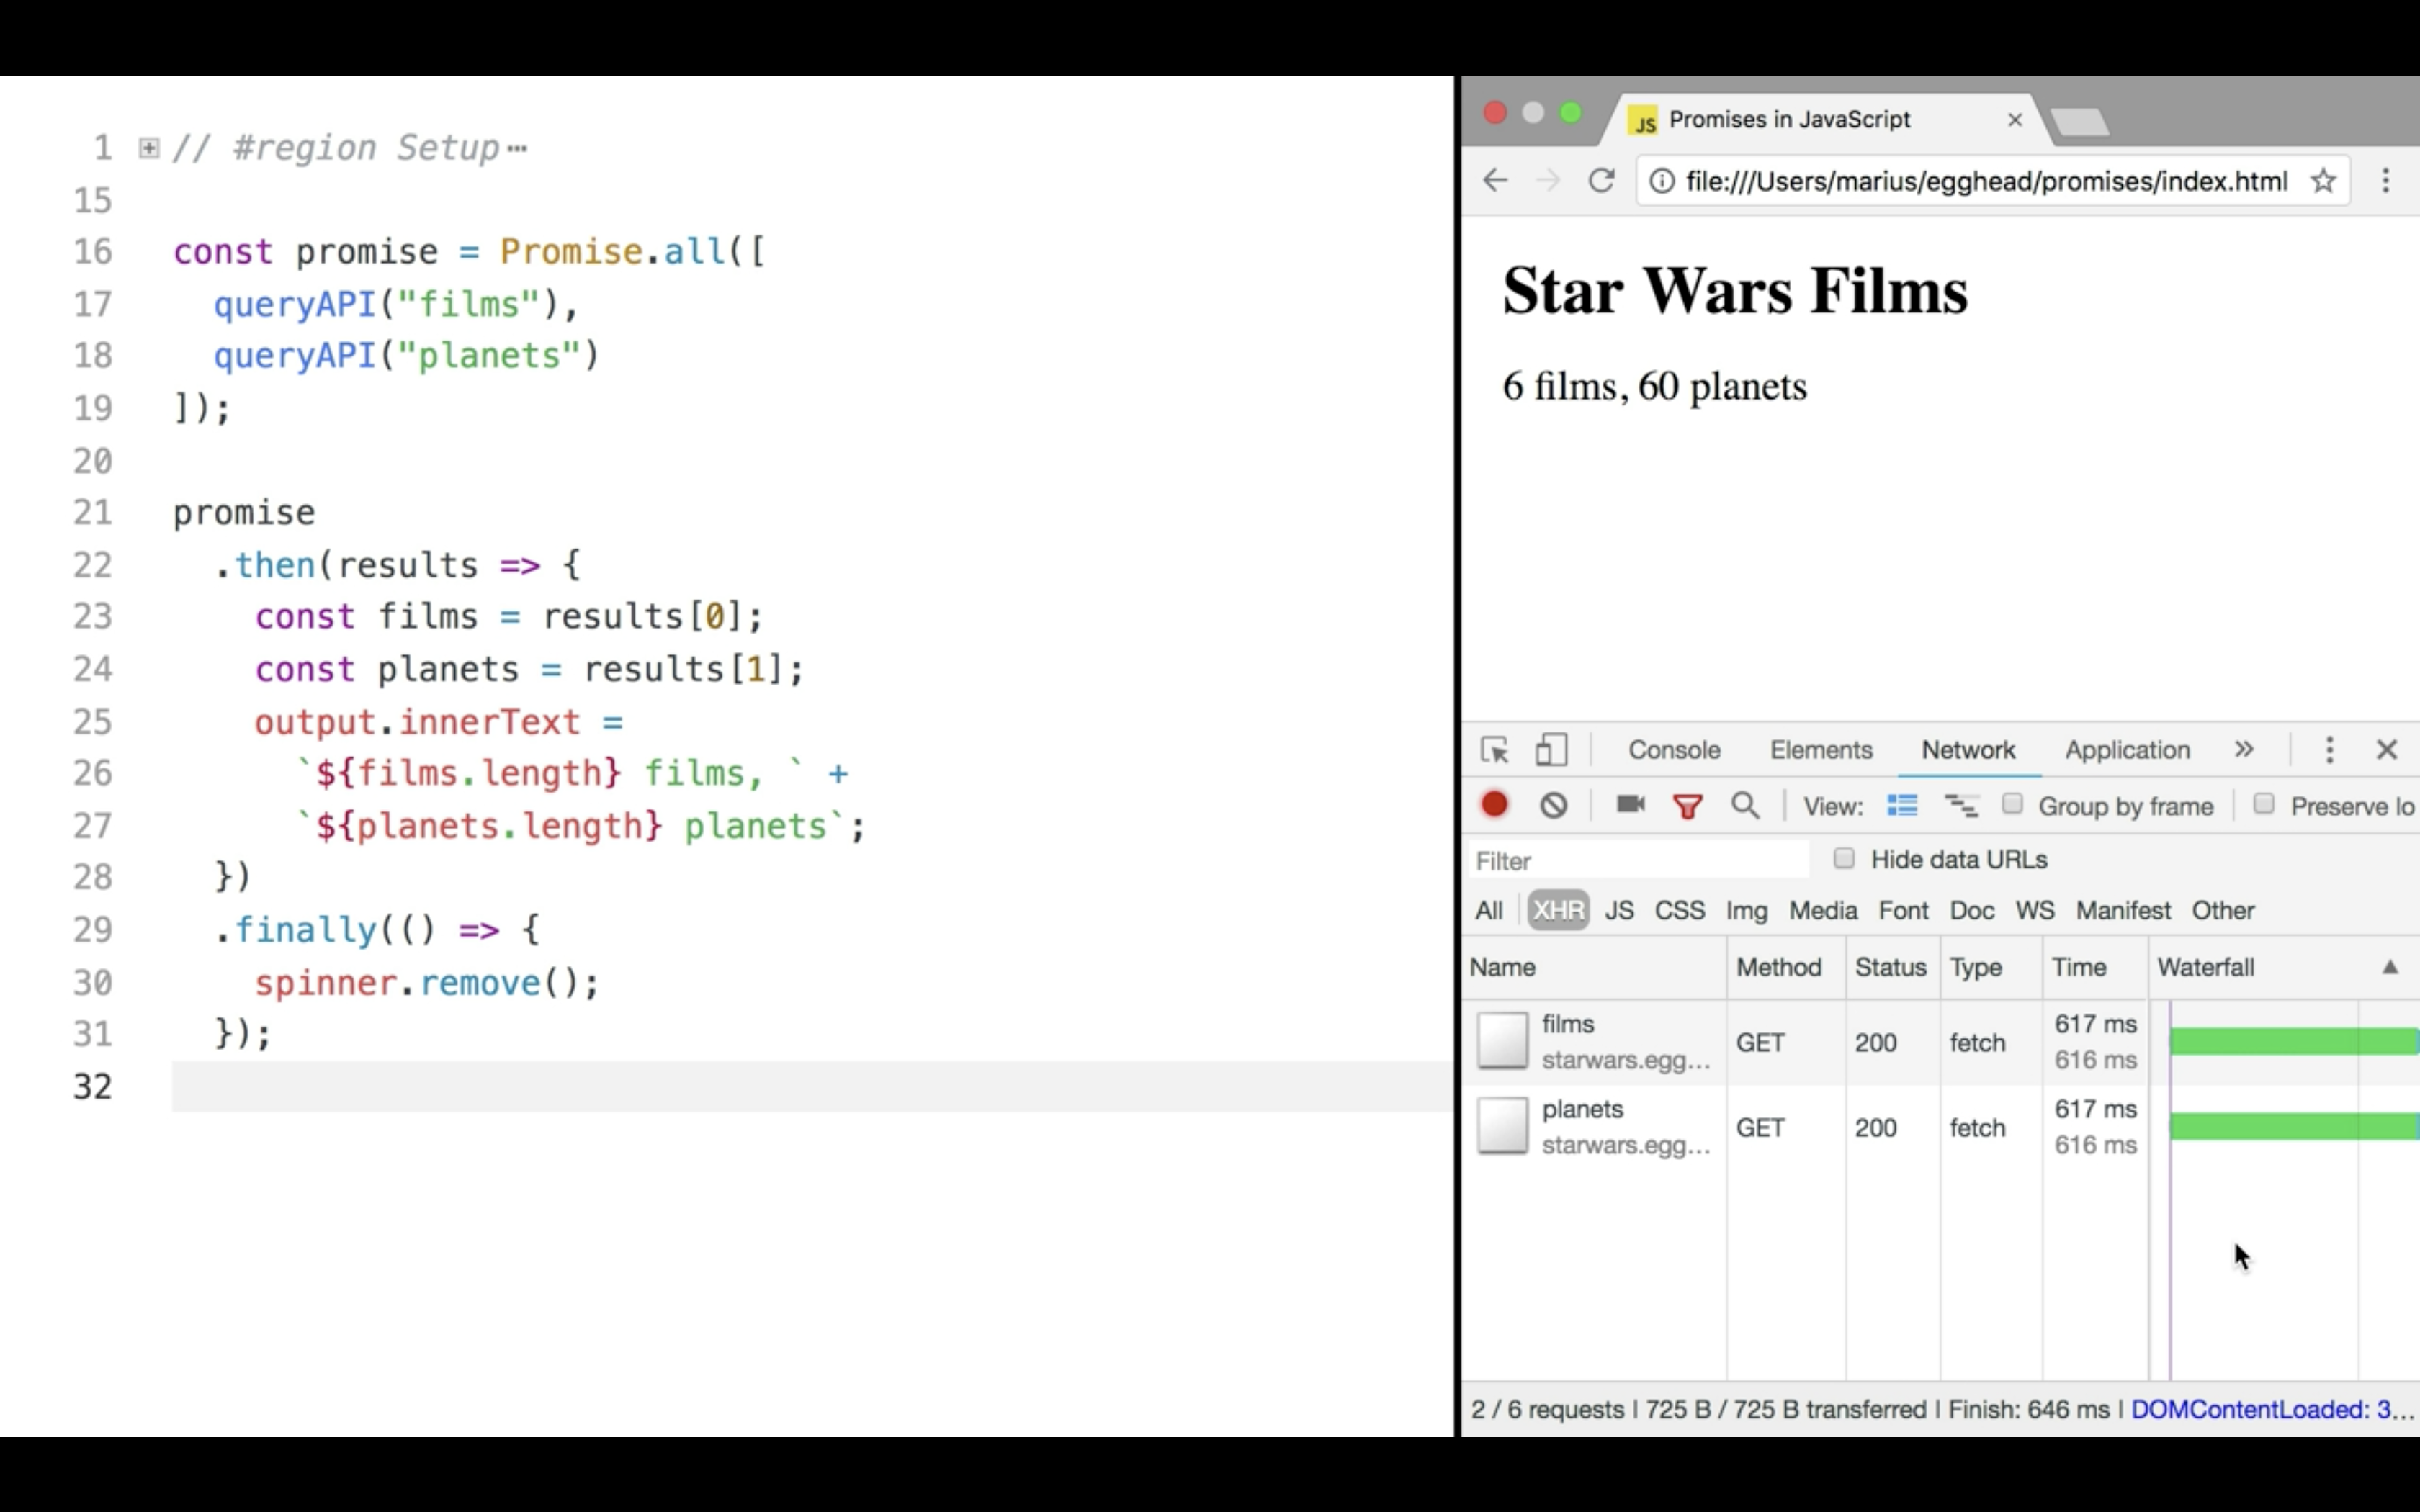 1 // #region Setup⋯
15
16 const promise = Promise.all([
17 queryAPI("films"),
18 queryAPI("planets")
19 ]);
20
21 promise
22 .then(results => {
23 const films = results[0];
24 const planets = results[1];
25 output.innerText =
26 `${films.length} films, ` +
27 `${planets.length} planets`;
28 })
29 .finally(() => {
30 spinner.remove();
31 });
32
JS Promises in JavaScript
file:///Users/marius/egghead/promises/index.html
Star Wars Films
6 films, 60 planets
Console Elements Network Application »
View: Group by frame Preserve lo
Filter Hide data URLs
All XHR JS CSS Img Media Font Doc WS Manifest Other
Name Method Status Type Time Waterfall
films GET 200 fetch 617 ms
starwars.egg… 616 ms
planets GET 200 fetch 617 ms
starwars.egg… 616 ms
2 / 6 requests | 725 B / 725 B transferred | Finish: 646 ms | DOMContentLoaded: 3…